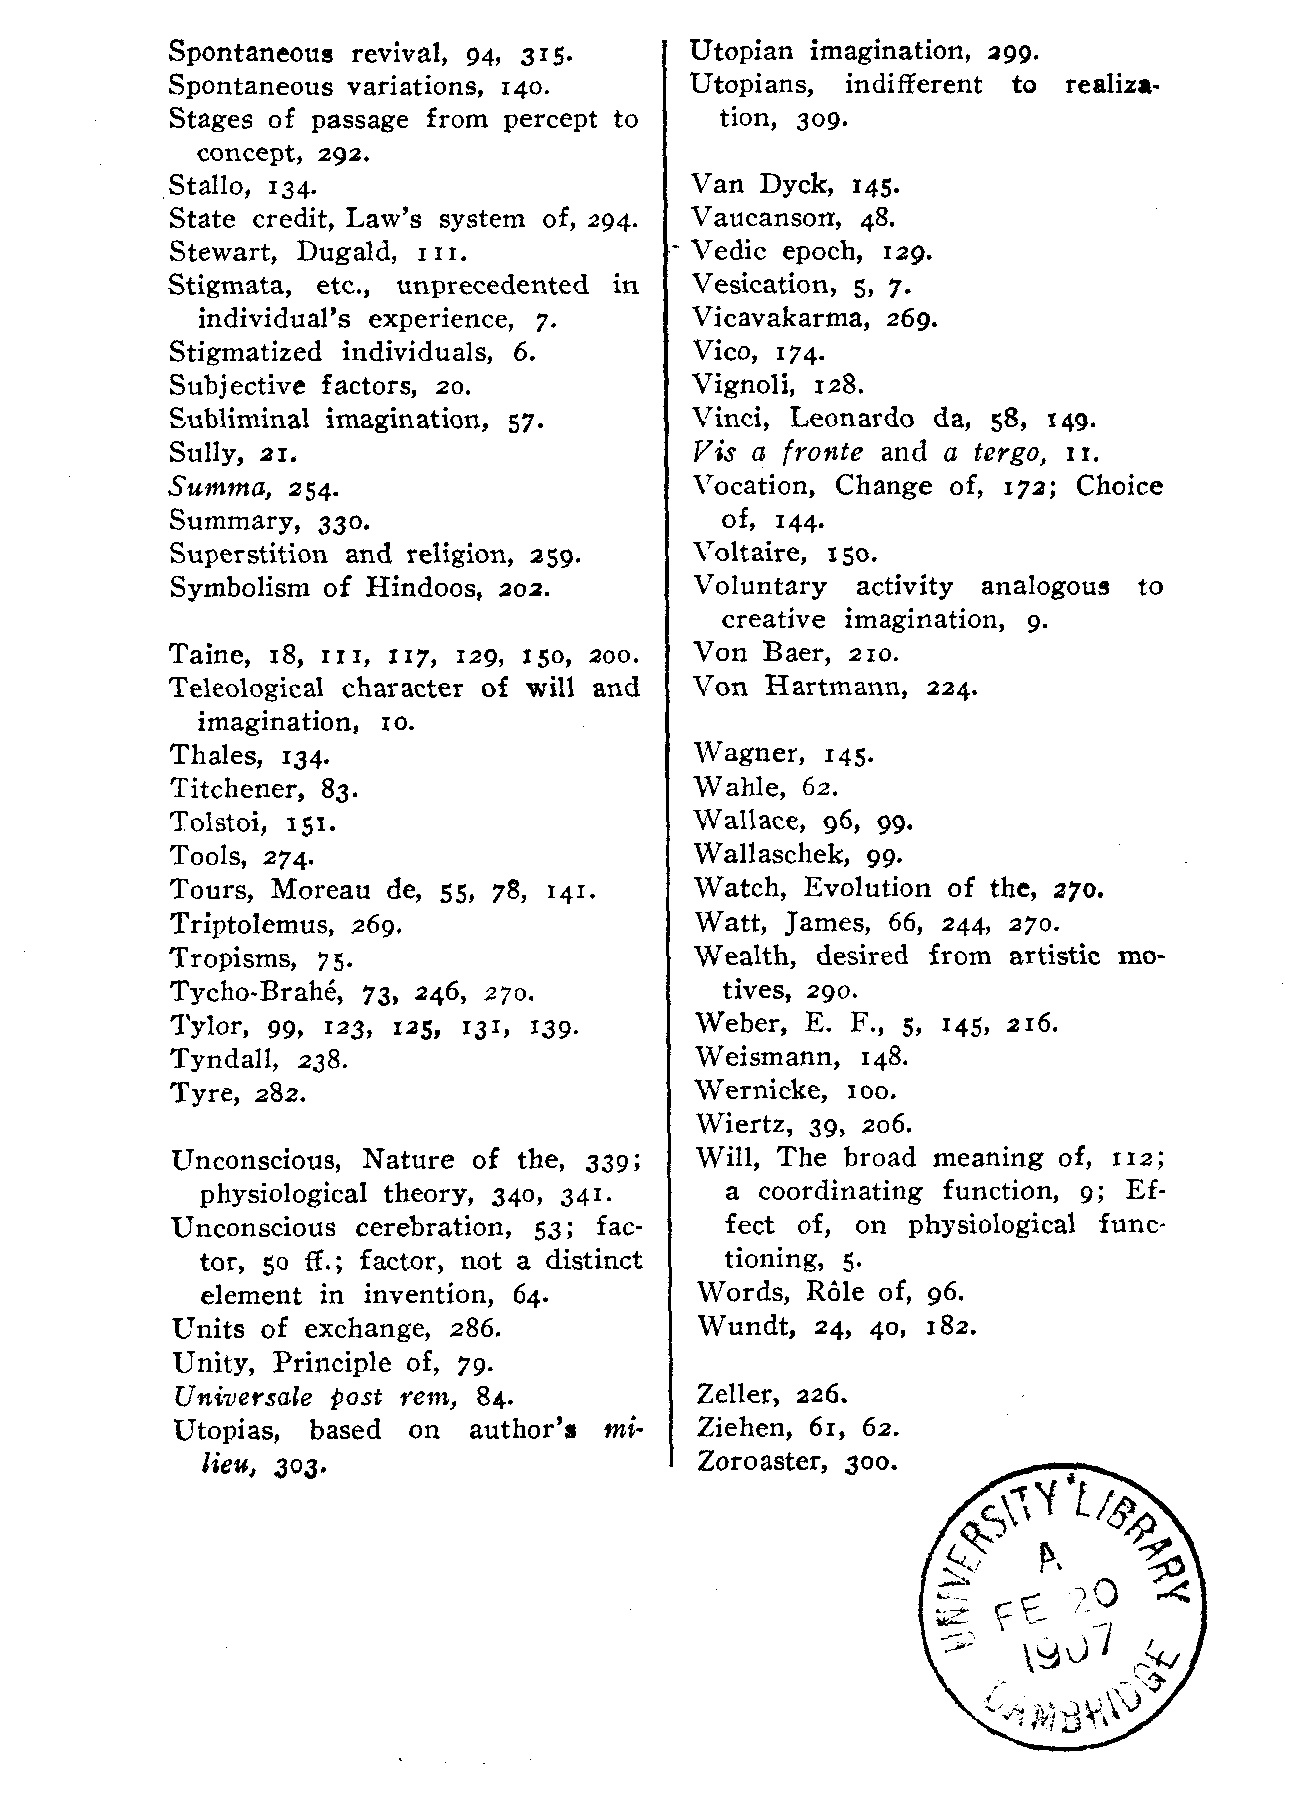 Spontaneous revival, 94, 315.
Spontaneous variations, 140.
Stages of passage from percept to
concept, 292.
Stallo, 134.
State credit, Law's system of, 294.
Stewart, Dugald, 111.
Stigmata, etc., unprecedented in
individual's experience, 7.
Stigmatized individuals, 6.
Subjective factors, 20.
Subliminal imagination, 57.
Sully, 21.
Summa, 254.
Summary, 330.
Superstition and religion, 259.
Symbolism of Hindoos, 202.
Taine, 18, 111, 117, 129, 150, 200.
Teleological character of will and
imagination, 10.
Thales, 134.
Titchener, 83.
Tolstoi, 151.
Tools, 274.
Tours, Moreau de, 55, 78, 141.
Triptolemus, 269.
Tropisms, 75.
Tycho-Brahé, 73, 246, 270.
Tylor, 99, 123, 125, 131, 139.
Tyndall, 238.
Tyre, 282.
Unconscious, Nature of the, 339;
physiological theory, 340, 341.
Unconscious cerebration, 53; fac-
tor, 50 ff.; factor, not a distinct
element in invention, 64.
Units of exchange, 286.
Unity, Principle of, 79.
Universale post rem, 84.
Utopias, based on author's mi-
lieu, 303.
Utopian imagination, 299.
Utopians, indifferent to realiza-
tion, 309.
Van Dyck, 145.
Vaucanson, 48.
Vedic epoch, 129.
Vesication, 5, 7.
Vicavakarma, 269.
Vico, 174.
Vignoli, 128.
Vinci, Leonardo da, 58, 149.
Vis a fronte and a tergo, 11.
Vocation, Change of, 172; Choice
of, 144.
Voltaire, 150.
Voluntary activity analogous to
creative imagination, 9.
Von Baer, 210.
Von Hartmann, 224.
Wagner, 145.
Wahle, 62.
Wallace, 96, 99.
Wallaschek, 99.
Watch, Evolution of the, 270.
Watt, James, 66, 244, 270.
Wealth, desired from artistic mo-
tives, 290.
Weber, E. F., 5, 145, 216.
Weismann, 148.
Wernicke, 100.
Wiertz, 39, 206.
Will, The broad meaning of, 112;
a coordinating function, 9; Ef-
fect of, on physiological func-
tioning, 5.
Words, Rôle of, 96.
Wundt, 24, 40, 182.
Zeller, 226.
Ziehen, 61, 62.
Zoroaster, 300.
UNIVERSITY LIBRARY
A
FE 20
1907
CAMBRIDGE